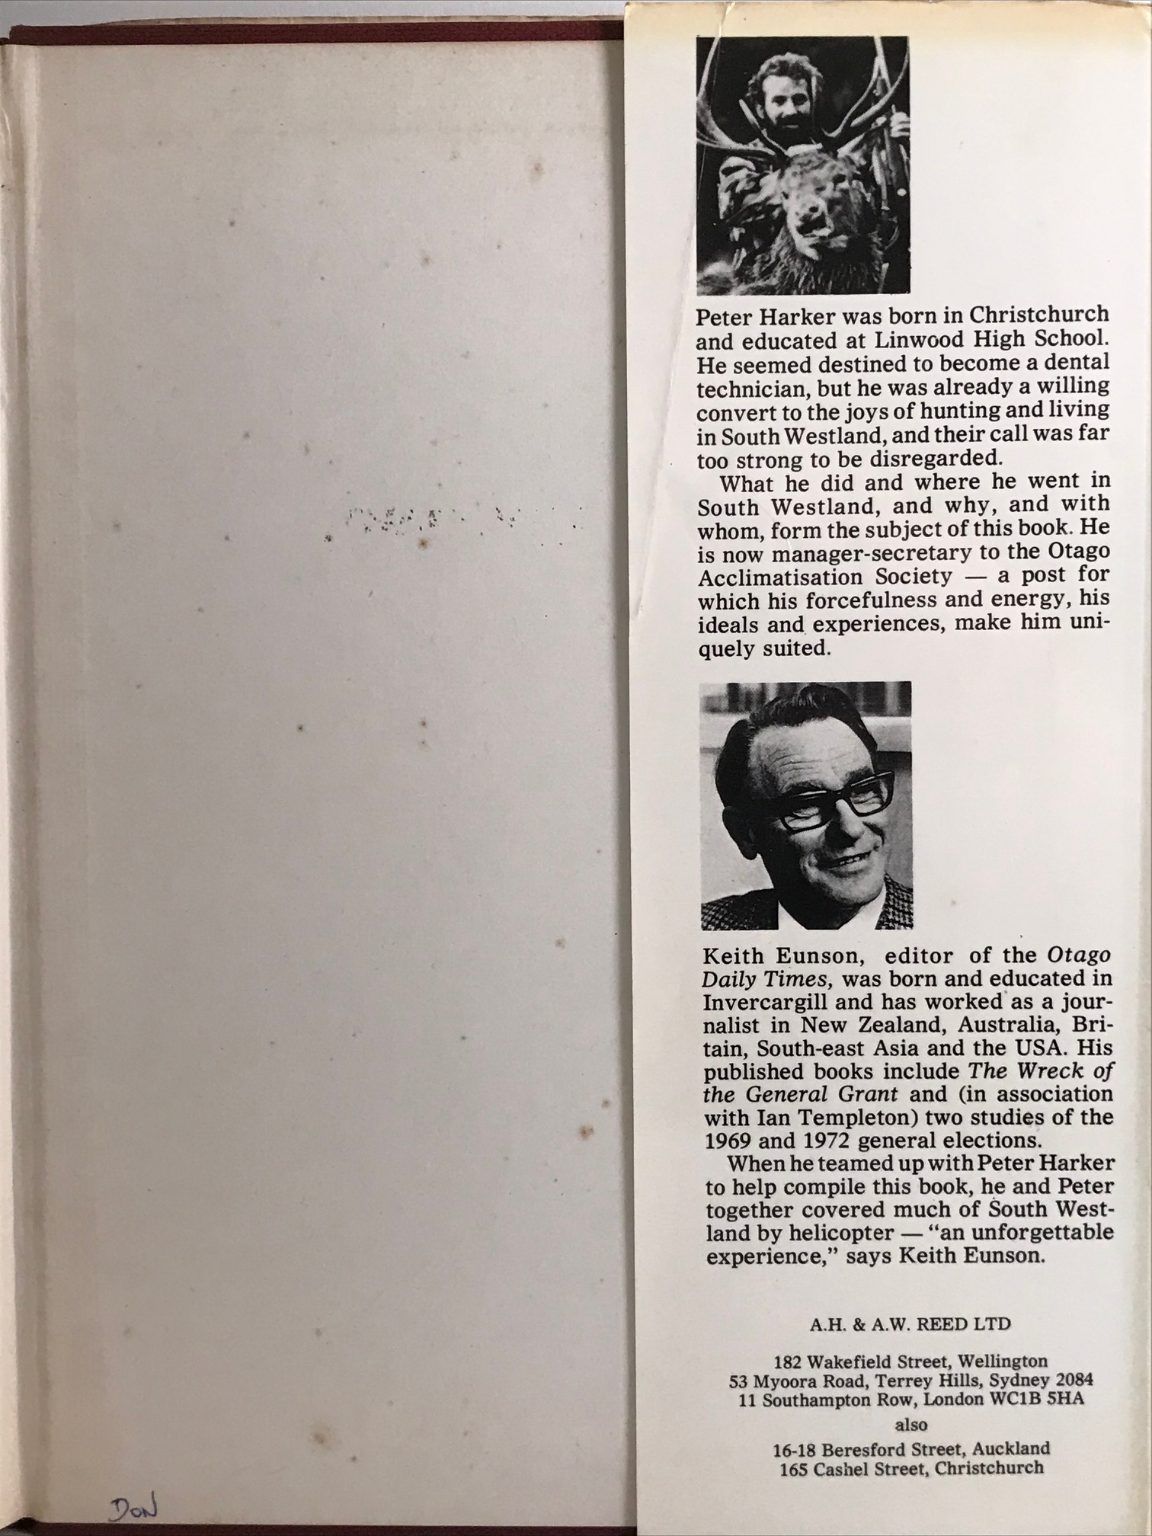 Peter Harker was born in Christchurch
and educated at Linwood High School.
He seemed destined to become a dental
technician, but he was already a willing
convert to the joys of hunting and living
in South Westland, and their call was far
too strong to be disregarded.
What he did and where he went in
South Westland, and why, and with
whom, form the subject of this book. He
is now manager-secretary to the Otago
Acclimatisation Society — a post for
which his forcefulness and energy, his
ideals and experiences, make him uni-
quely suited.
Keith Eunson, editor of the Otago
Daily Times, was born and educated in
Invercargill and has worked as a jour-
nalist in New Zealand, Australia, Bri-
tain, South-east Asia and the USA. His
published books include The Wreck of
the General Grant and (in association
with Ian Templeton) two studies of the
1969 and 1972 general elections.
When he teamed up with Peter Harker
to help compile this book, he and Peter
together covered much of South West-
land by helicopter — “an unforgettable
experience,” says Keith Eunson.
A.H. & A.W. REED LTD
182 Wakefield Street, Wellington
53 Myoora Road, Terrey Hills, Sydney 2084
11 Southampton Row, London WC1B 5HA
also
16-18 Beresford Street, Auckland
165 Cashel Street, Christchurch
DON